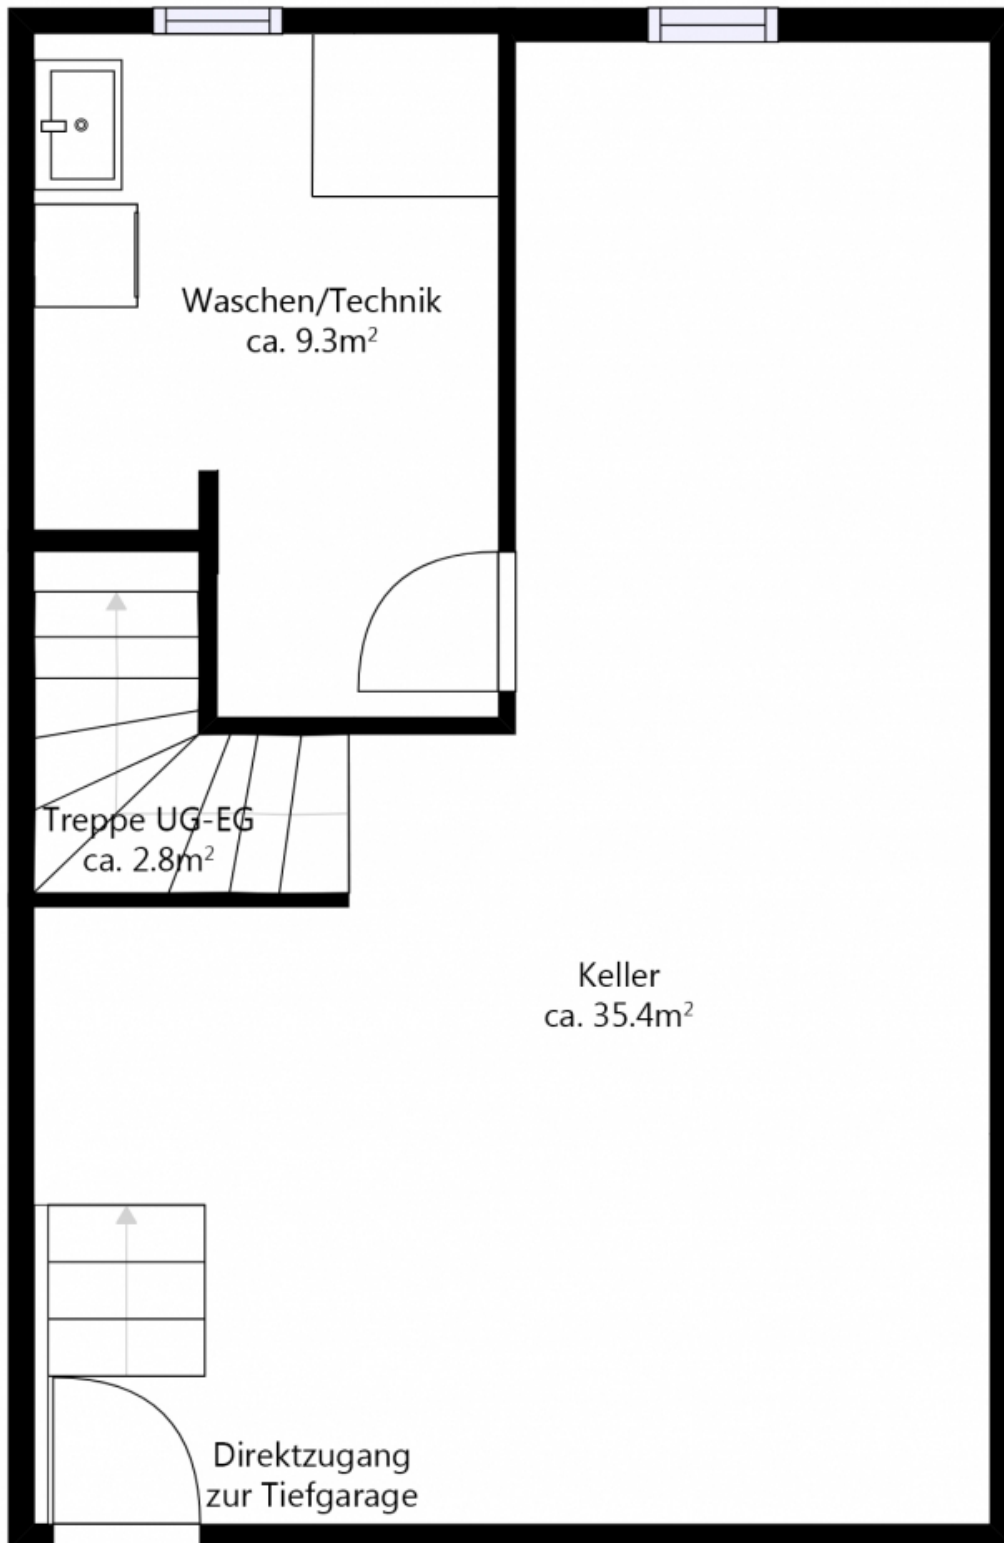 Waschen/Technik
ca. 9.3m²
Treppe UG-EG
ca. 2.8m²
Keller
ca. 35.4m²
Direktzugang
zur Tiefgarage